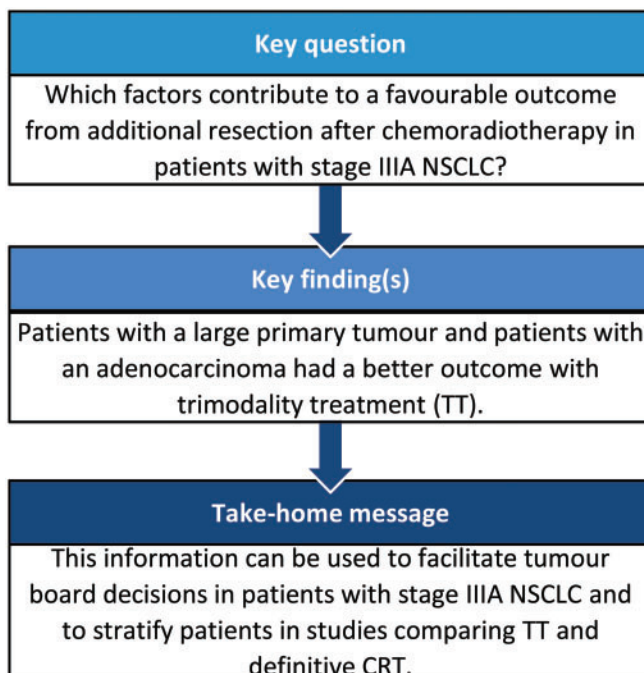 Key question
Which factors contribute to a favourable outcome
from additional resection after chemoradiotherapy in
patients with stage IIIA NSCLC?
Key finding(s)
Patients with a large primary tumour and patients with
an adenocarcinoma had a better outcome with
trimodality treatment (TT).
Take-home message
This information can be used to facilitate tumour
board decisions in patients with stage IIIA NSCLC and
to stratify patients in studies comparing TT and
definitive CRT.